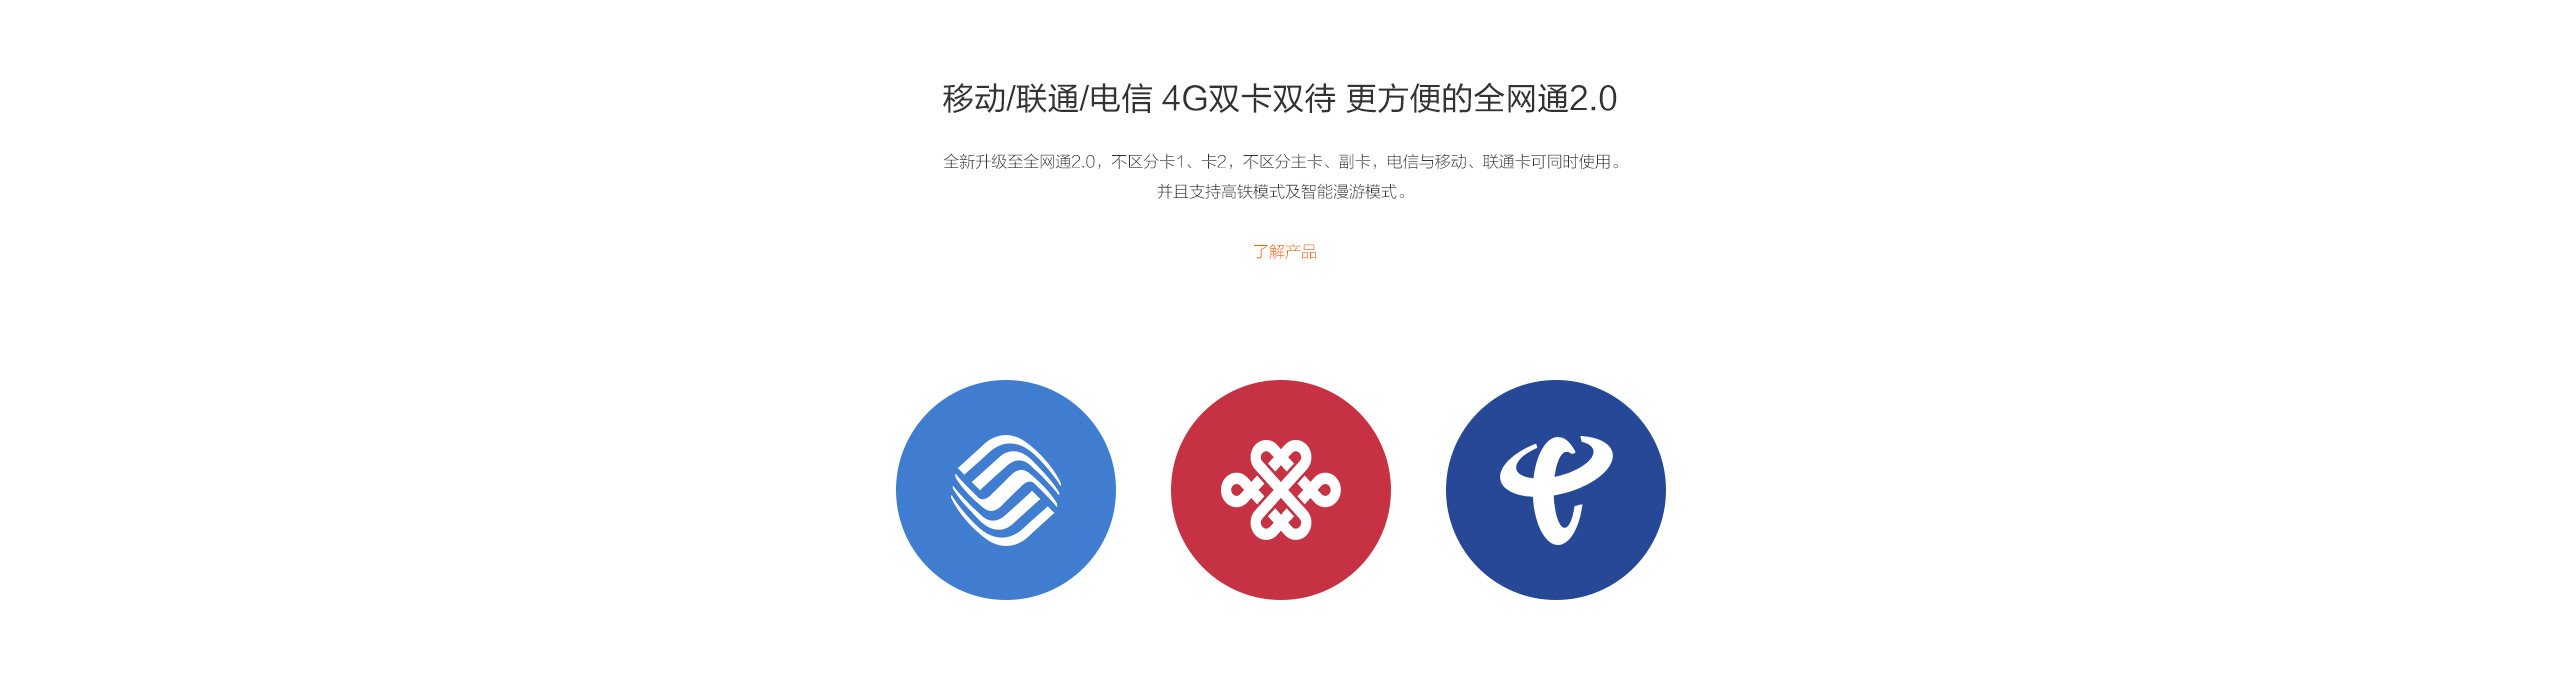 移动/联通/电信 4G双卡双待 更方便的全网通2.0
全新升级至全网通2.0，不区分卡1、卡2，不区分主卡、副卡，电信与移动、联通卡可同时使用。
并且支持高铁模式及智能漫游模式。
了解产品